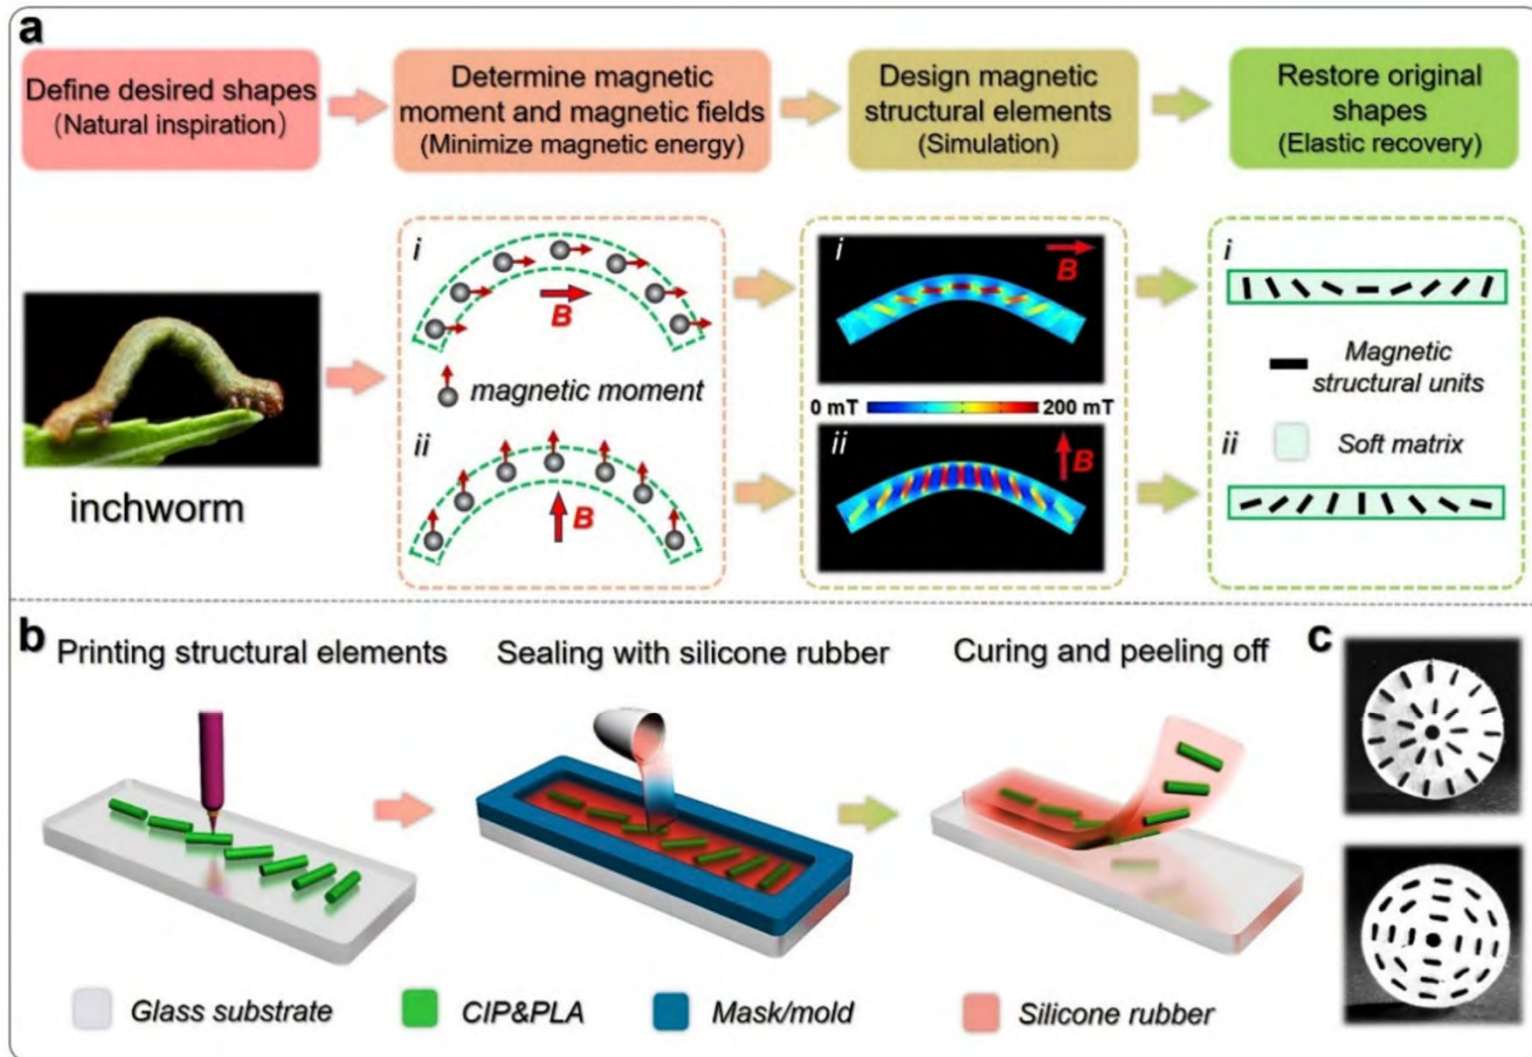 a
Define desired shapes
(Natural inspiration)
Determine magnetic
moment and magnetic fields
(Minimize magnetic energy)
Design magnetic
structural elements
(Simulation)
Restore original
shapes
(Elastic recovery)
inchworm
i
B
magnetic moment
ii
B
i
B
0 mT
200 mT
ii
B
i
Magnetic
structural units
Soft matrix
ii
b
Printing structural elements
Sealing with silicone rubber
Curing and peeling off
c
Glass substrate
CIP&PLA
Mask/mold
Silicone rubber